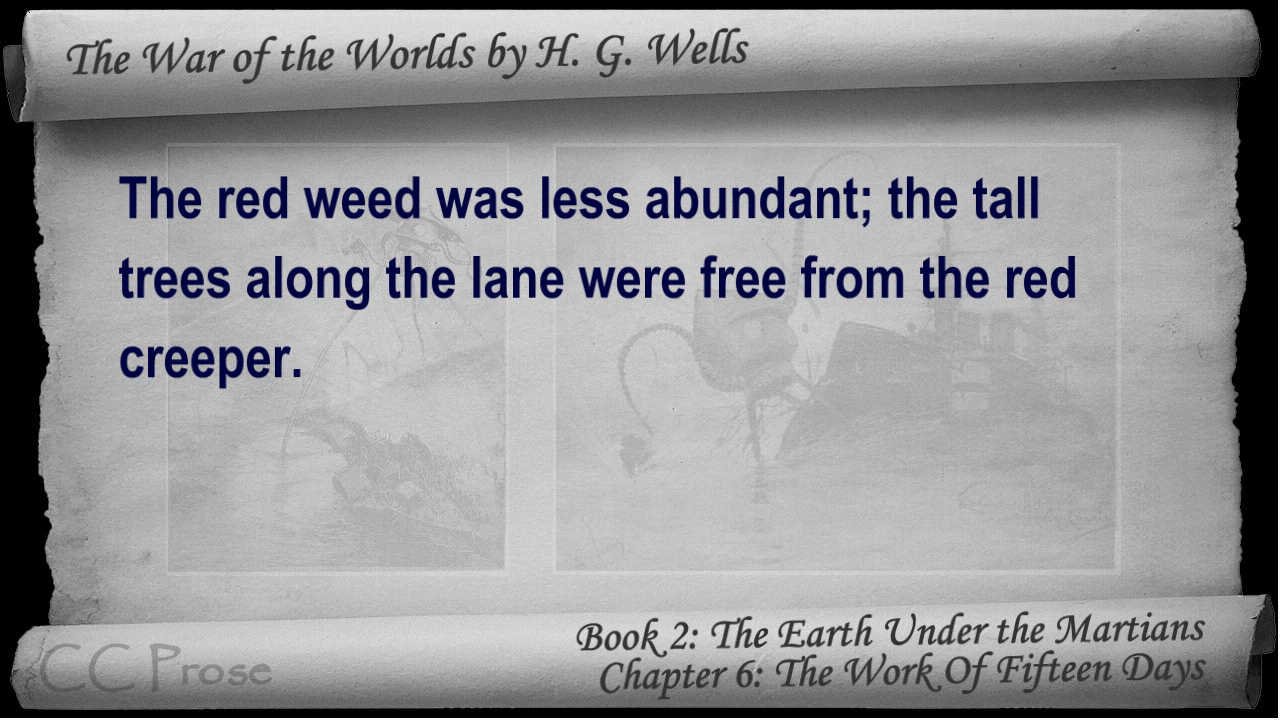 The War of the Worlds by H. G. Wells
The red weed was less abundant; the tall
trees along the lane were free from the red
creeper.
Book 2: The Earth Under the Martians
Chapter 6: The Work Of Fifteen Days
CC Prose